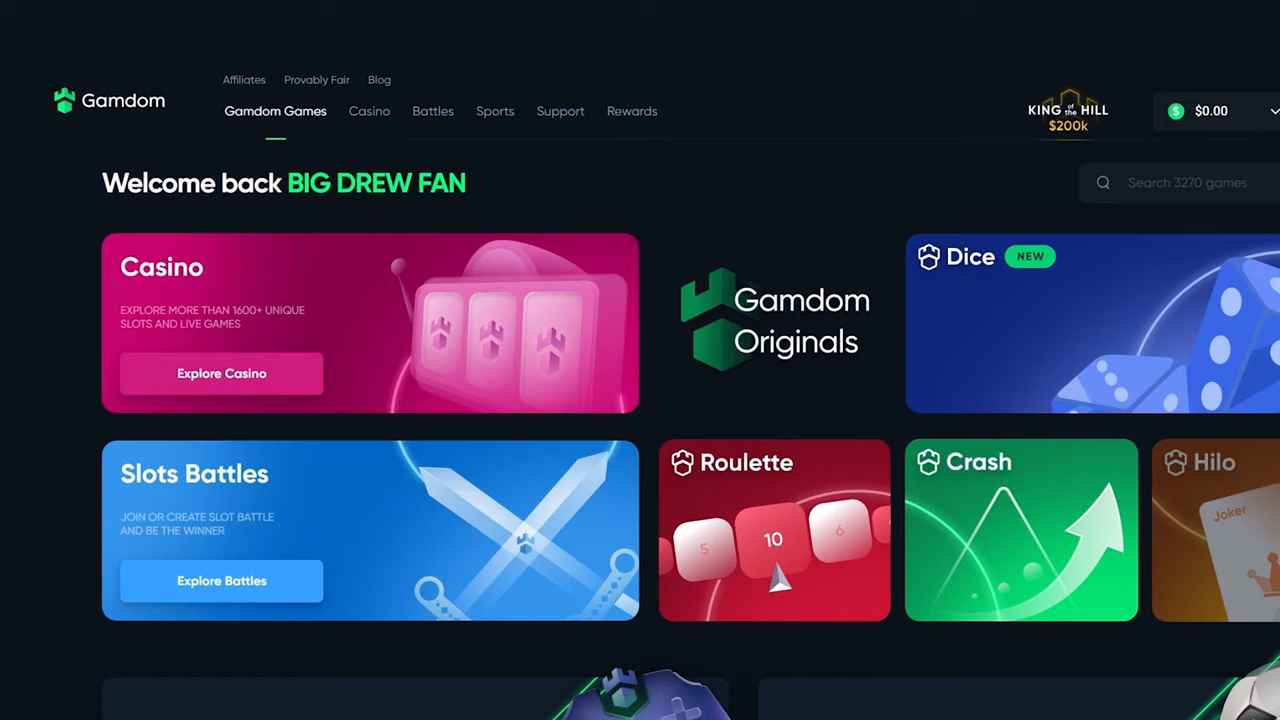 Affiliates Provably Fair Blog
Gamdom
Gamdom Games Casino Battles Sports Support Rewards
KING of the HILL
$200k
$ $0.00
Welcome back BIG DREW FAN
Search 3270 games
Casino
EXPLORE MORE THAN 1600+ UNIQUE
SLOTS AND LIVE GAMES
Explore Casino
Gamdom
Originals
Dice NEW
Slots Battles
JOIN OR CREATE SLOT BATTLE
AND BE THE WINNER
Explore Battles
Roulette
5 10 6
Crash
Hilo
Joker